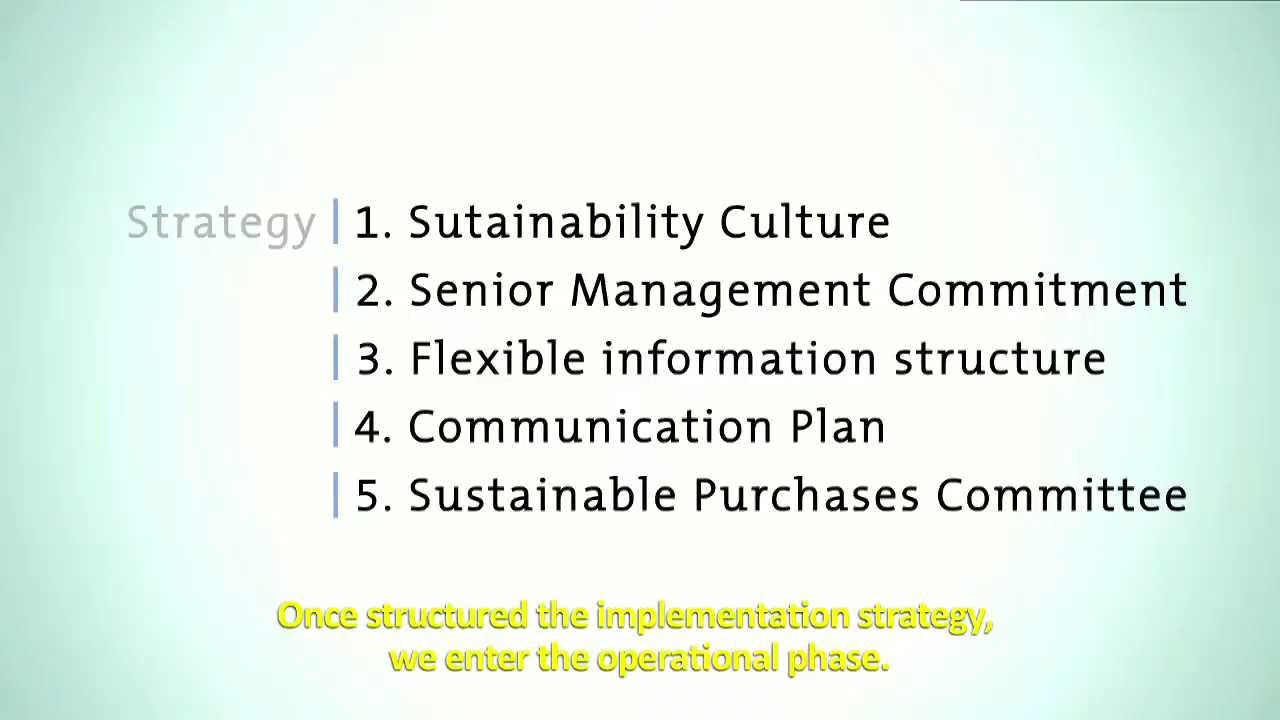 Strategy | 1. Sutainability Culture
| 2. Senior Management Commitment
| 3. Flexible information structure
| 4. Communication Plan
| 5. Sustainable Purchases Committee
Once structured the implementation strategy,
we enter the operational phase.